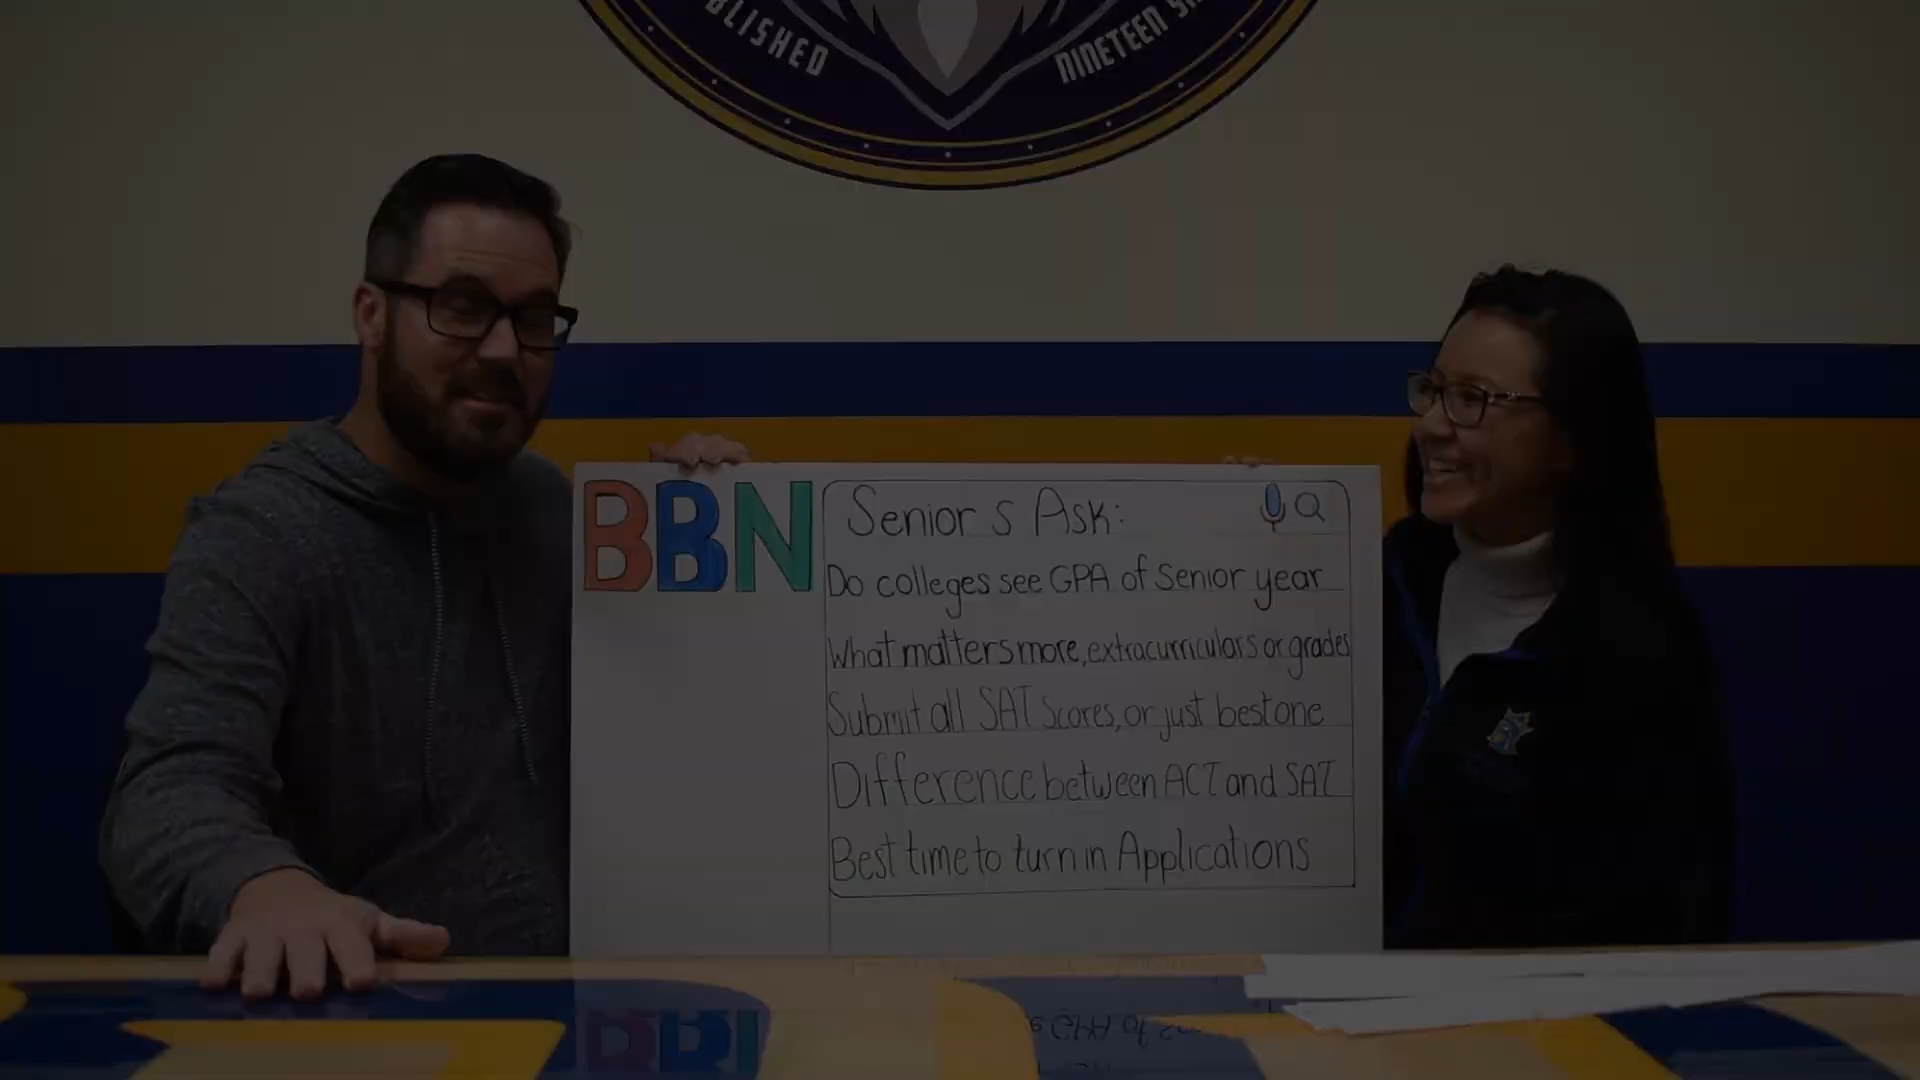 NINETEEN
BBN
Senior s Ask:
Do colleges see GPA of Senior year
What matters more, extracurriculars or grades
Submit all SAT Scores, or just best one
Difference between ACT and SAT
Best time to turn in Applications